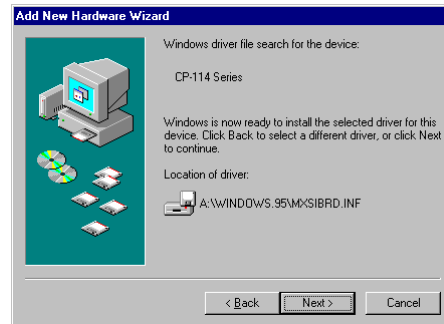 Add New Hardware Wizard
Windows driver file search for the device:
CP-114 Series
Windows is now ready to install the selected driver for this
device. Click Back to select a different driver, or click Next
to continue.
Location of driver:
A:\WINDOWS.95\MXSIBRD.INF
< Back
Next >
Cancel